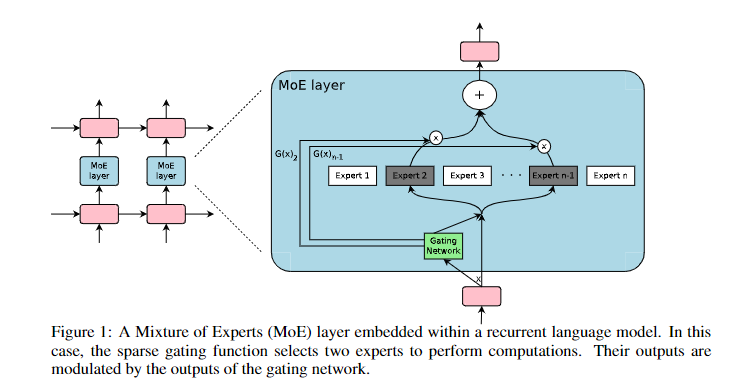 MoE layer
+
x
x
G(x)2
G(x)n-1
MoE
layer
MoE
layer
Expert 1
Expert 2
Expert 3
. . .
Expert n-1
Expert n
Gating
Network
x
Figure 1: A Mixture of Experts (MoE) layer embedded within a recurrent language model. In this
case, the sparse gating function selects two experts to perform computations. Their outputs are
modulated by the outputs of the gating network.